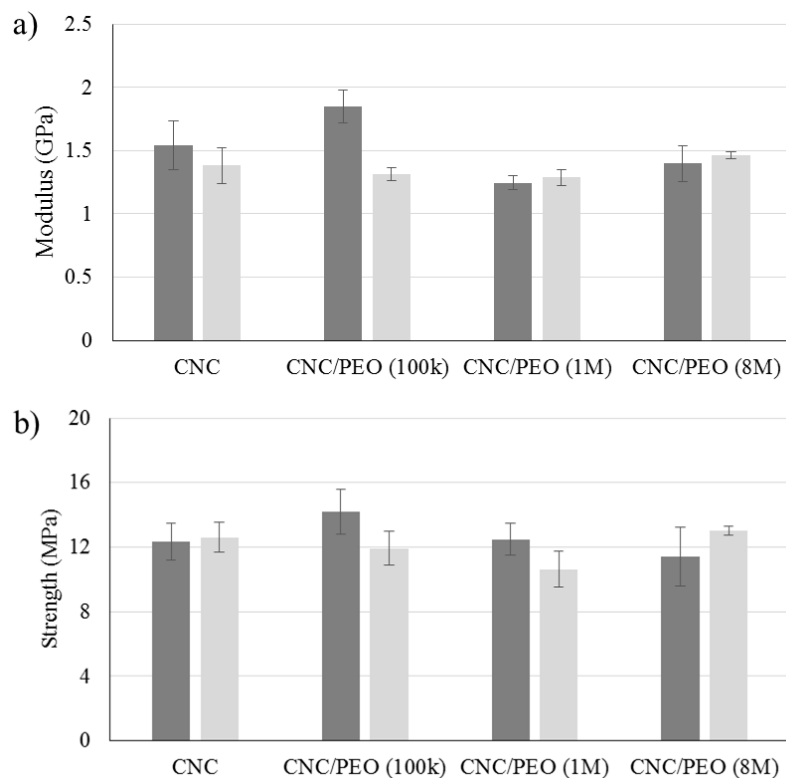 a)
Modulus (GPa)
2.5
2
1.5
1
0.5
0
CNC CNC/PEO (100k) CNC/PEO (1M) CNC/PEO (8M)
b)
Strength (MPa)
20
16
12
8
4
0
CNC CNC/PEO (100k) CNC/PEO (1M) CNC/PEO (8M)